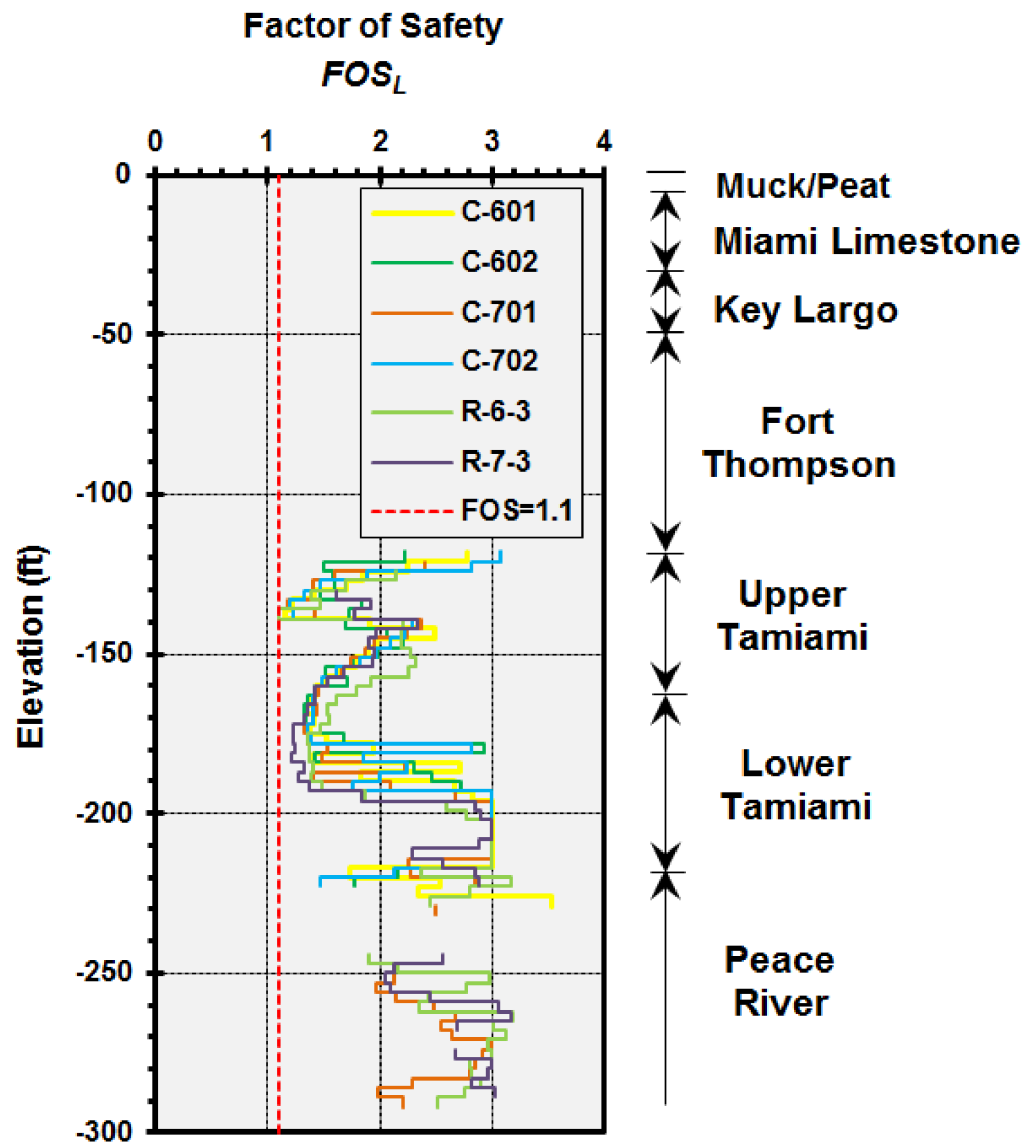 Factor of Safety
FOSL
0 1 2 3 4
0
-50
-100
-150
-200
-250
-300
Elevation (ft)
C-601
C-602
C-701
C-702
R-6-3
R-7-3
FOS=1.1
Muck/Peat
Miami Limestone
Key Largo
Fort
Thompson
Upper
Tamiami
Lower
Tamiami
Peace
River